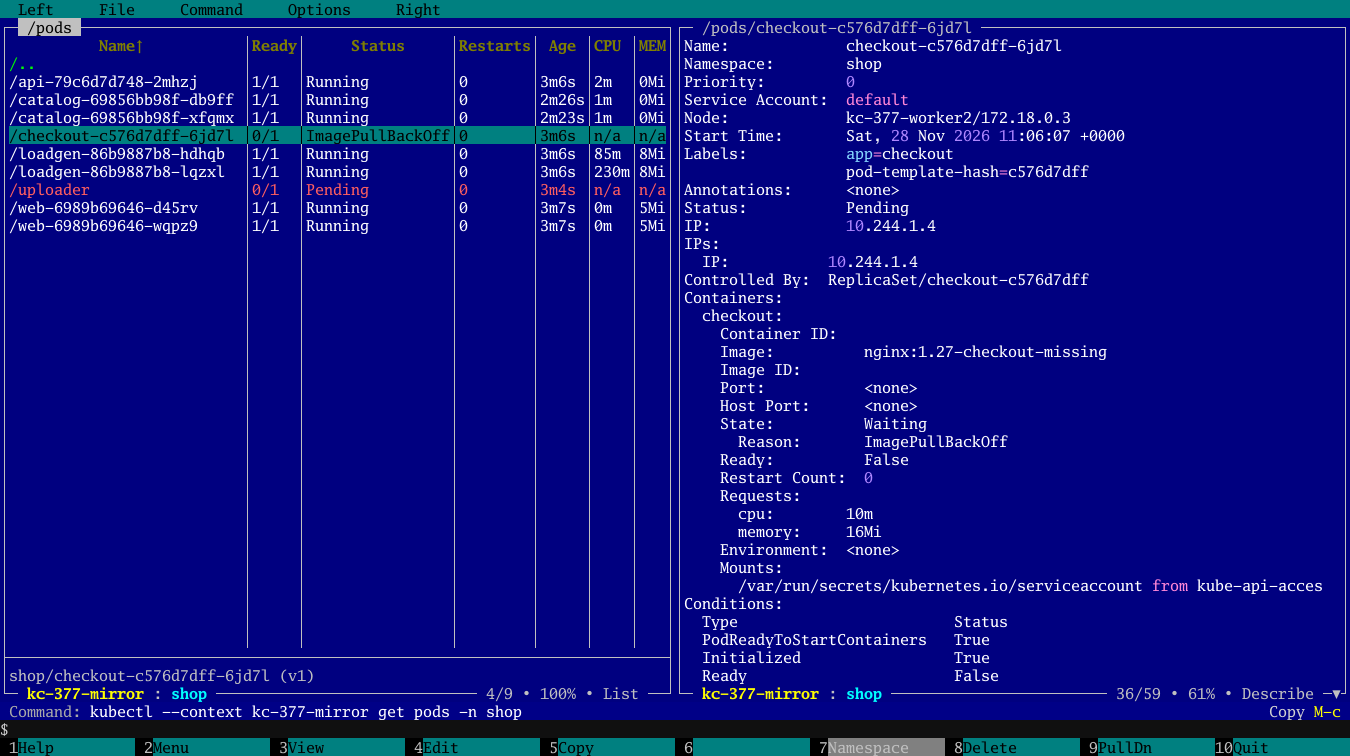 Left File Command Options Right
/pods
Name↑ Ready Status Restarts Age CPU MEM
/..
/api-79c6d7d748-2mhzj 1/1 Running 0 3m6s 2m 0Mi
/catalog-69856bb98f-db9ff 1/1 Running 0 2m26s 1m 0Mi
/catalog-69856bb98f-xfqmx 1/1 Running 0 2m23s 1m 0Mi
/checkout-c576d7dff-6jd7l 0/1 ImagePullBackOff 0 3m6s n/a n/a
/loadgen-86b9887b8-hdhqb 1/1 Running 0 3m6s 85m 8Mi
/loadgen-86b9887b8-lqzxl 1/1 Running 0 3m6s 230m 8Mi
/uploader 0/1 Pending 0 3m4s n/a n/a
/web-6989b69646-d45rv 1/1 Running 0 3m7s 0m 5Mi
/web-6989b69646-wqpz9 1/1 Running 0 3m7s 0m 5Mi
shop/checkout-c576d7dff-6jd7l (v1)
kc-377-mirror : shop 4/9 • 100% • List
/pods/checkout-c576d7dff-6jd7l
Name: checkout-c576d7dff-6jd7l
Namespace: shop
Priority: 0
Service Account: default
Node: kc-377-worker2/172.18.0.3
Start Time: Sat, 28 Nov 2026 11:06:07 +0000
Labels: app=checkout
pod-template-hash=c576d7dff
Annotations: <none>
Status: Pending
IP: 10.244.1.4
IPs:
IP: 10.244.1.4
Controlled By: ReplicaSet/checkout-c576d7dff
Containers:
checkout:
Container ID:
Image: nginx:1.27-checkout-missing
Image ID:
Port: <none>
Host Port: <none>
State: Waiting
Reason: ImagePullBackOff
Ready: False
Restart Count: 0
Requests:
cpu: 10m
memory: 16Mi
Environment: <none>
Mounts:
/var/run/secrets/kubernetes.io/serviceaccount from kube-api-acces
Conditions:
Type Status
PodReadyToStartContainers True
Initialized True
Ready False
kc-377-mirror : shop 36/59 • 61% • Describe ▼
Command: kubectl --context kc-377-mirror get pods -n shop Copy M-c
$
1Help 2Menu 3View 4Edit 5Copy 6 7Namespace 8Delete 9PullDn 10Quit